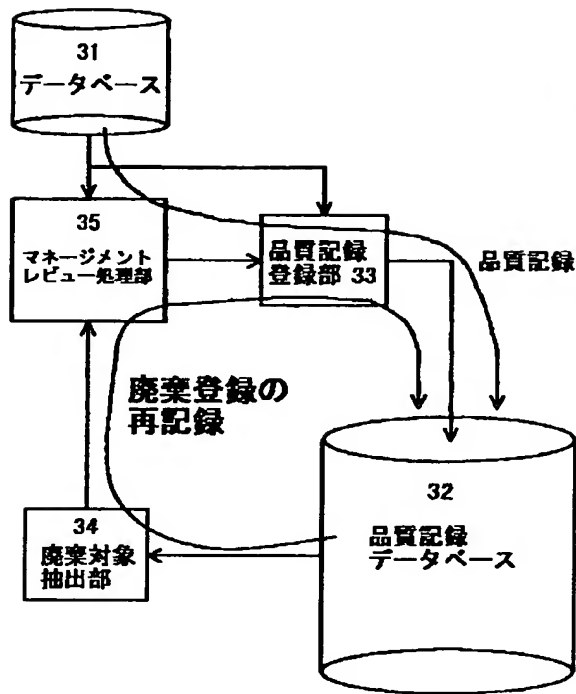 31
データベース
35
マネージメント
レビュー処理部
品質記録
登録部 33
品質記録
廃棄登録の
再記録
34
廃棄対象
抽出部
32
品質記録
データベース